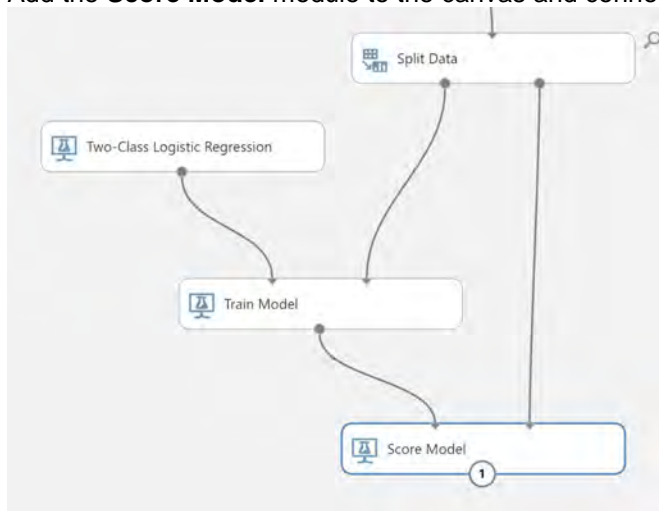 Add the Score Model module to the canvas and conne
Split Data
Two-Class Logistic Regression
Train Model
Score Model
1